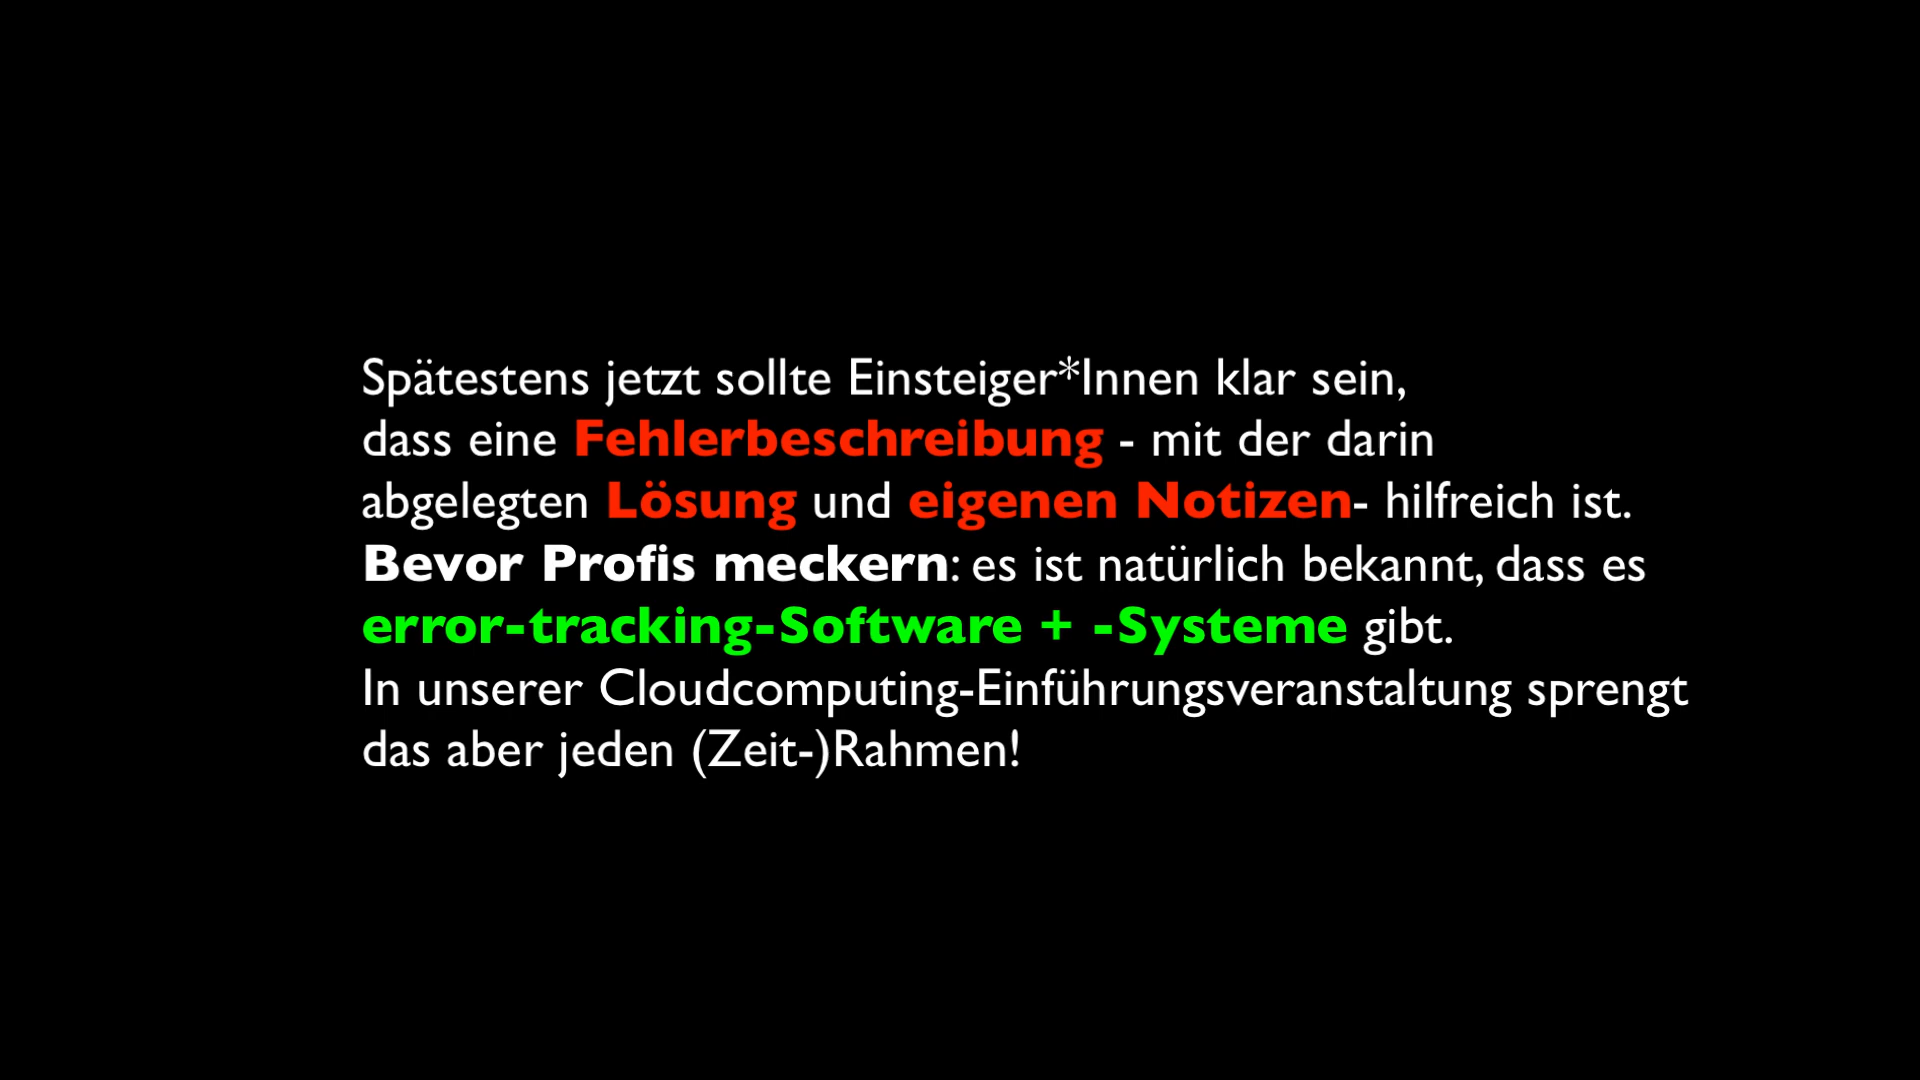 Spätestens jetzt sollte Einsteiger*Innen klar sein,
dass eine Fehlerbeschreibung - mit der darin
abgelegten Lösung und eigenen Notizen- hilfreich ist.
Bevor Profis meckern: es ist natürlich bekannt, dass es
error-tracking-Software + -Systeme gibt.
In unserer Cloudcomputing-Einführungsveranstaltung sprengt
das aber jeden (Zeit-)Rahmen!